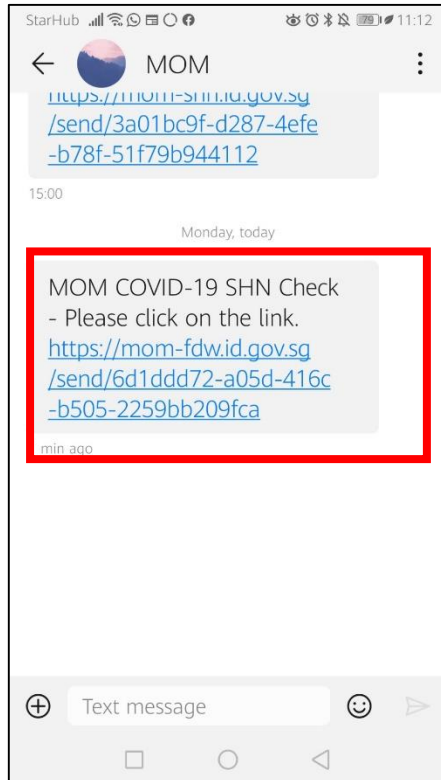 StarHub 79 11:12
MOM
https://mom-shn.id.gov.sg
/send/3a01bc9f-d287-4efe
-b78f-51f79b944112
15:00
Monday, today
MOM COVID-19 SHN Check
- Please click on the link.
https://mom-fdw.id.gov.sg
/send/6d1ddd72-a05d-416c
-b505-2259bb209fca
min ago
Text message